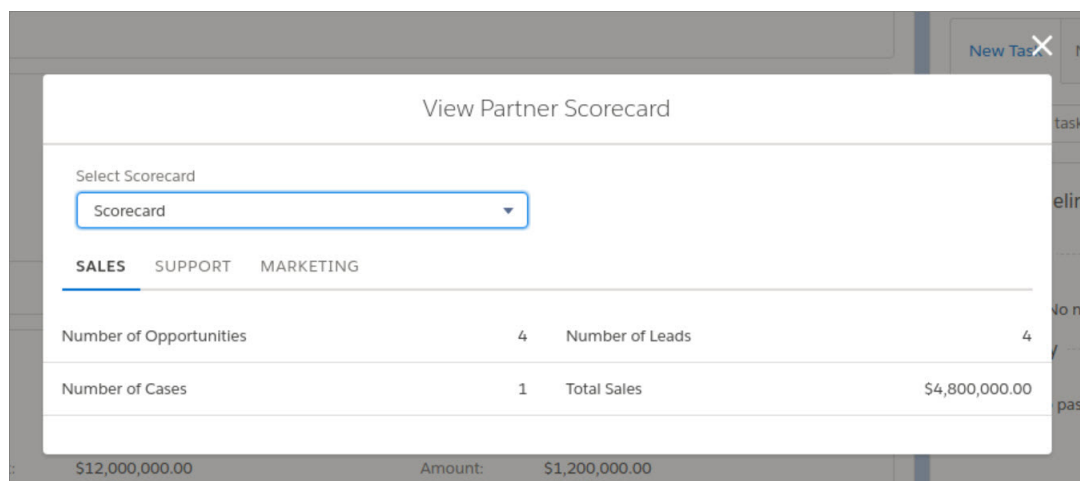 New Task
View Partner Scorecard
task
Select Scorecard
Scorecard
SALES SUPPORT MARKETING
Number of Opportunities 4 Number of Leads 4
Number of Cases 1 Total Sales $4,800,000.00
$12,000,000.00 Amount: $1,200,000.00